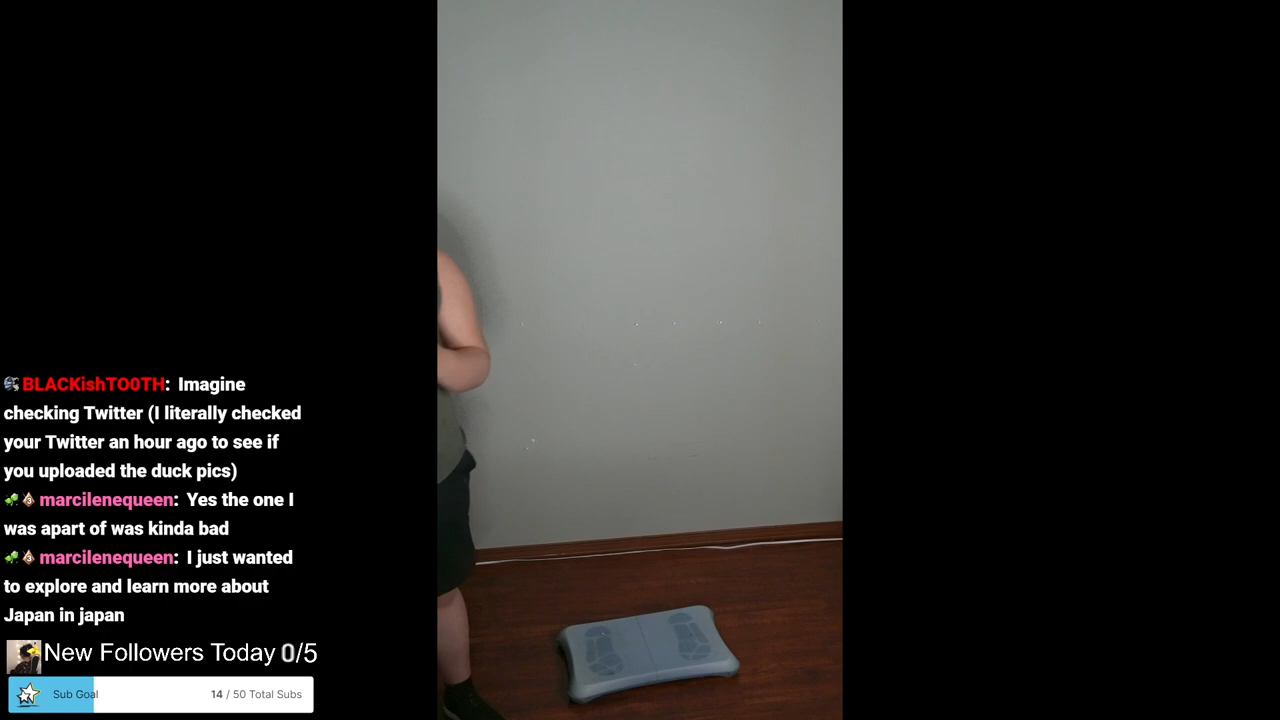 BLACKishTO0TH: Imagine
checking Twitter (I literally checked
your Twitter an hour ago to see if
you uploaded the duck pics)
marcilenequeen: Yes the one I
was apart of was kinda bad
marcilenequeen: I just wanted
to explore and learn more about
Japan in japan
New Followers Today 0/5
Sub Goal 14 / 50 Total Subs